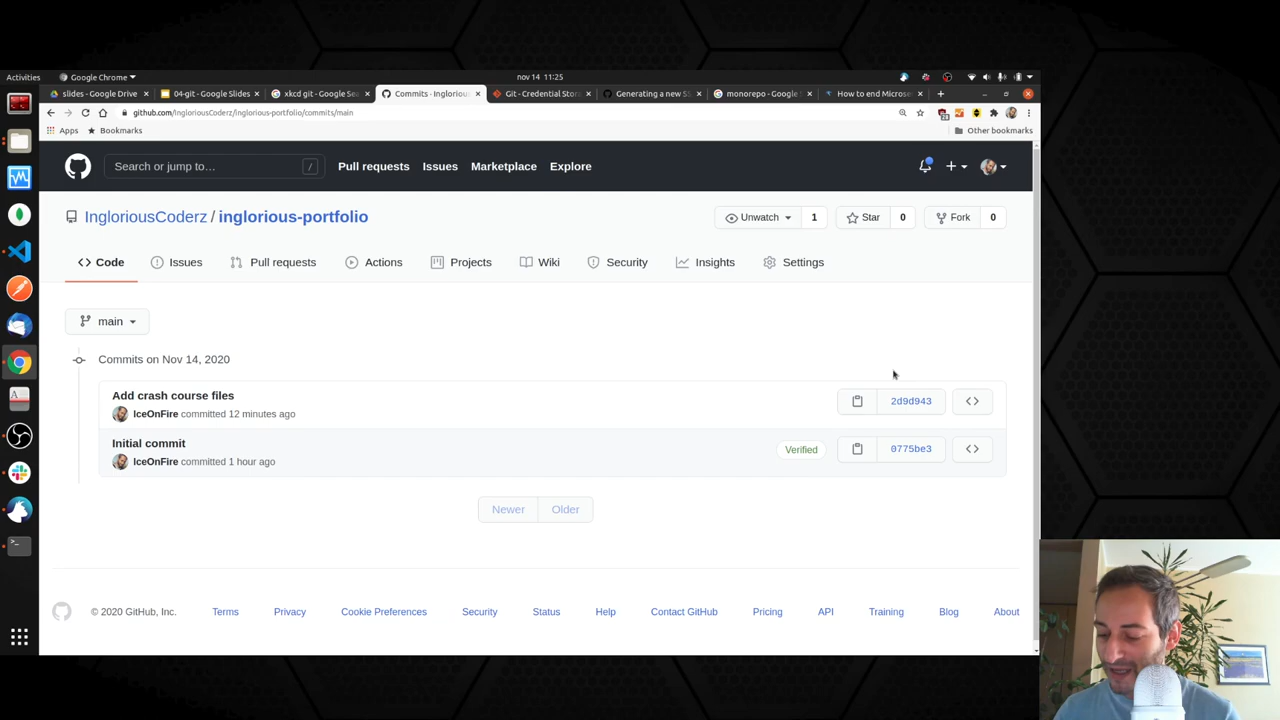 Activities Google Chrome nov 14 11:25
slides - Google Drive 04-git - Google Slides xkcd git - Google Sea Commits · Ingloriou Git - Credential Stora Generating a new SS monorepo - Google S How to end Microse
github.com/IngloriousCoderz/inglorious-portfolio/commits/main
Apps Bookmarks Other bookmarks
Search or jump to... / Pull requests Issues Marketplace Explore
IngloriousCoderz / inglorious-portfolio Unwatch 1 Star 0 Fork 0
Code Issues Pull requests Actions Projects Wiki Security Insights Settings
main
Commits on Nov 14, 2020
Add crash course files
IceOnFire committed 12 minutes ago 2d9d943
Initial commit
IceOnFire committed 1 hour ago Verified 0775be3
Newer Older
© 2020 GitHub, Inc. Terms Privacy Cookie Preferences Security Status Help Contact GitHub Pricing API Training Blog About